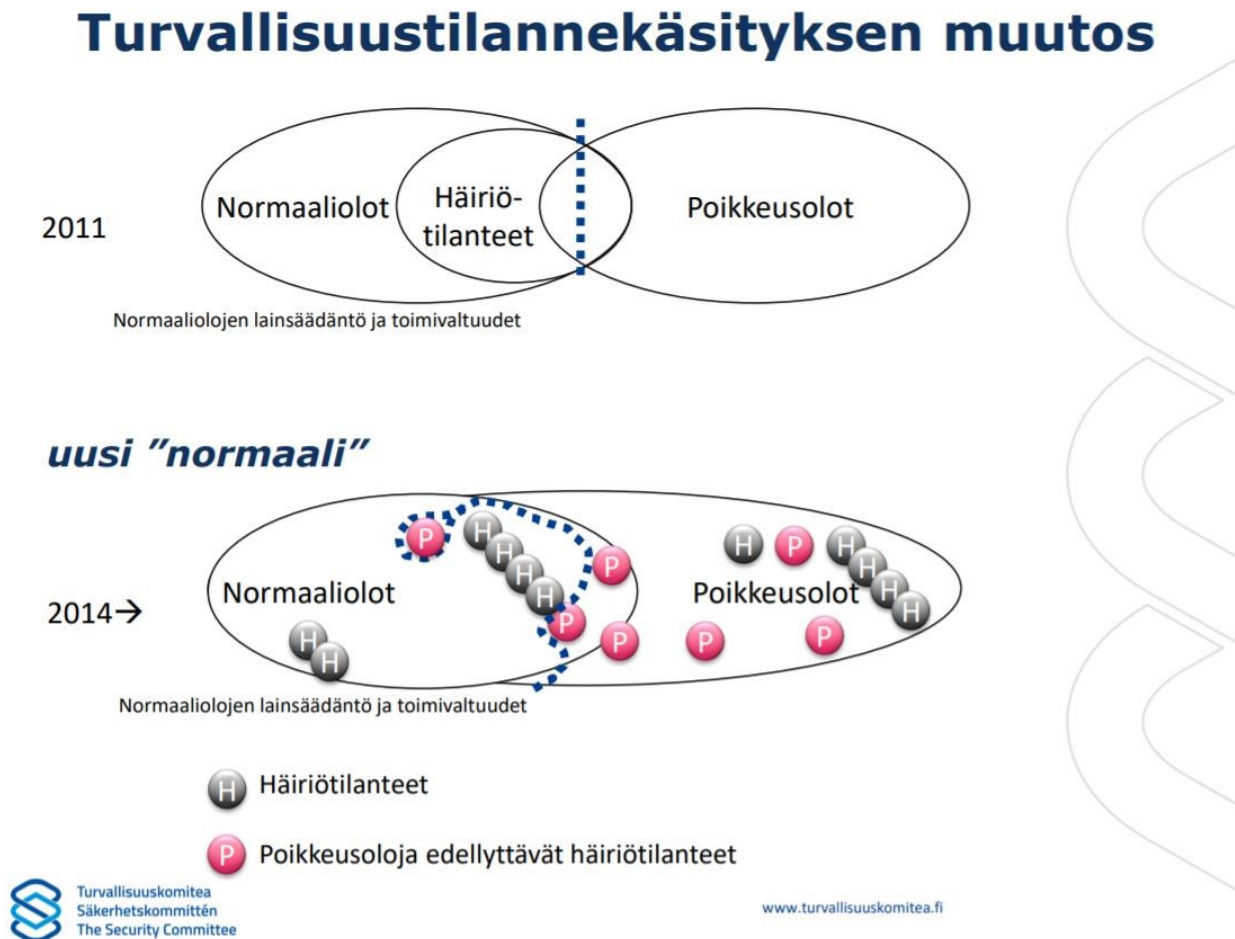 Turvallisuustilannekäsityksen muutos
2011
Normaaliolot
Häiriö-
tilanteet
Poikkeusolot
Normaaliolojen lainsäädäntö ja toimivaltuudet
uusi ”normaali”
2014→
Normaaliolot
Poikkeusolot
P
H
H
H
H
P
P
P
H
H
H
P
H
H
H
H
P
P
Normaaliolojen lainsäädäntö ja toimivaltuudet
H Häiriötilanteet
P Poikkeusoloja edellyttävät häiriötilanteet
Turvallisuuskomitea
Säkerhetskommittén
The Security Committee
www.turvallisuuskomitea.fi